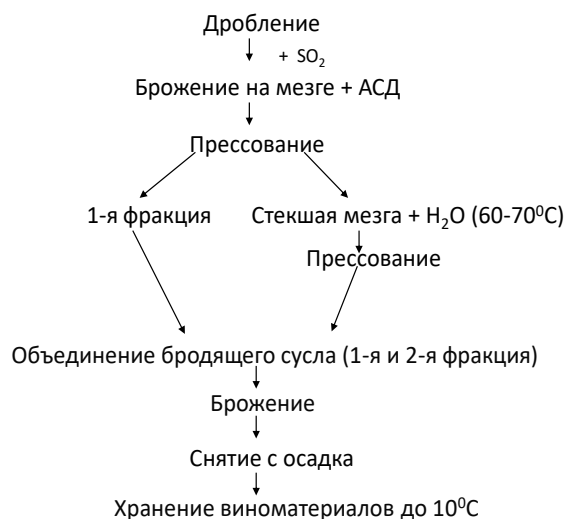 Дробление
+ SO₂
Брожение на мезге + АСД
Прессование
1-я фракция
Стекшая мезга + H₂O (60-70⁰С)
Прессование
Объединение бродящего сусла (1-я и 2-я фракция)
Брожение
Снятие с осадка
Хранение виноматериалов до 10⁰С